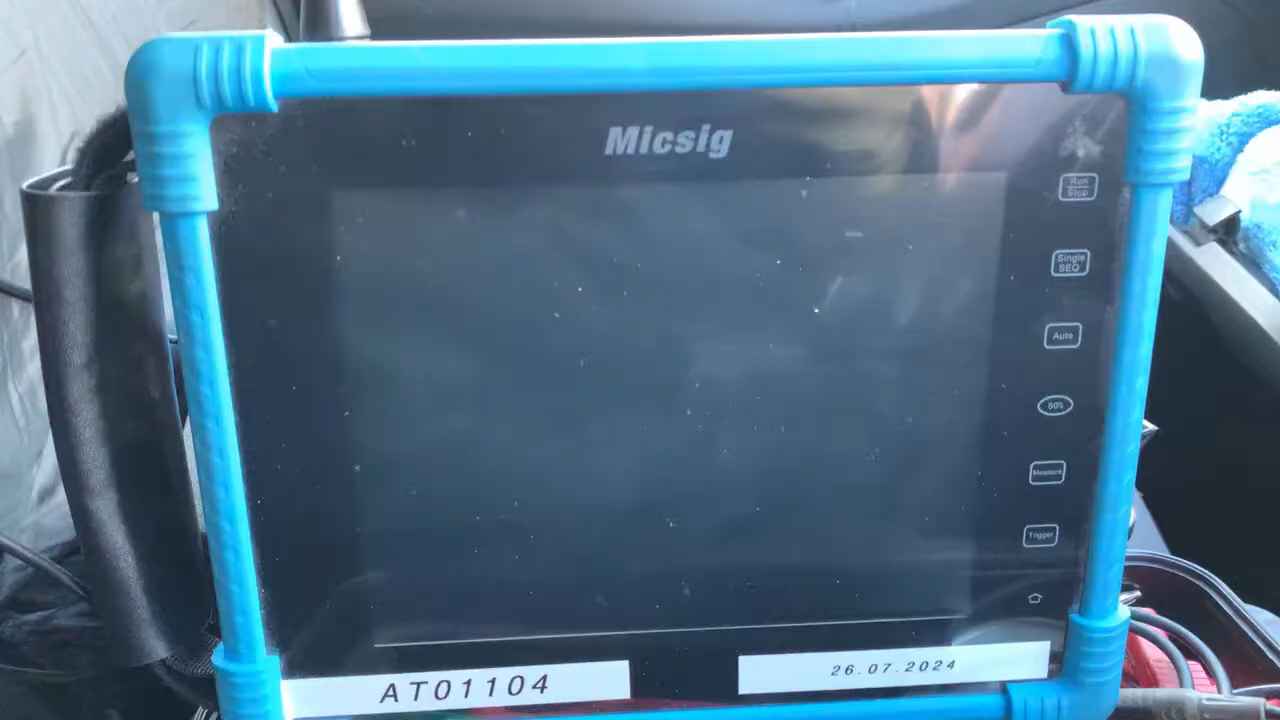 Micsig
Run
Stop
Single
SEQ
Auto
50%
Measure
Trigger
AT01104
26.07.2024